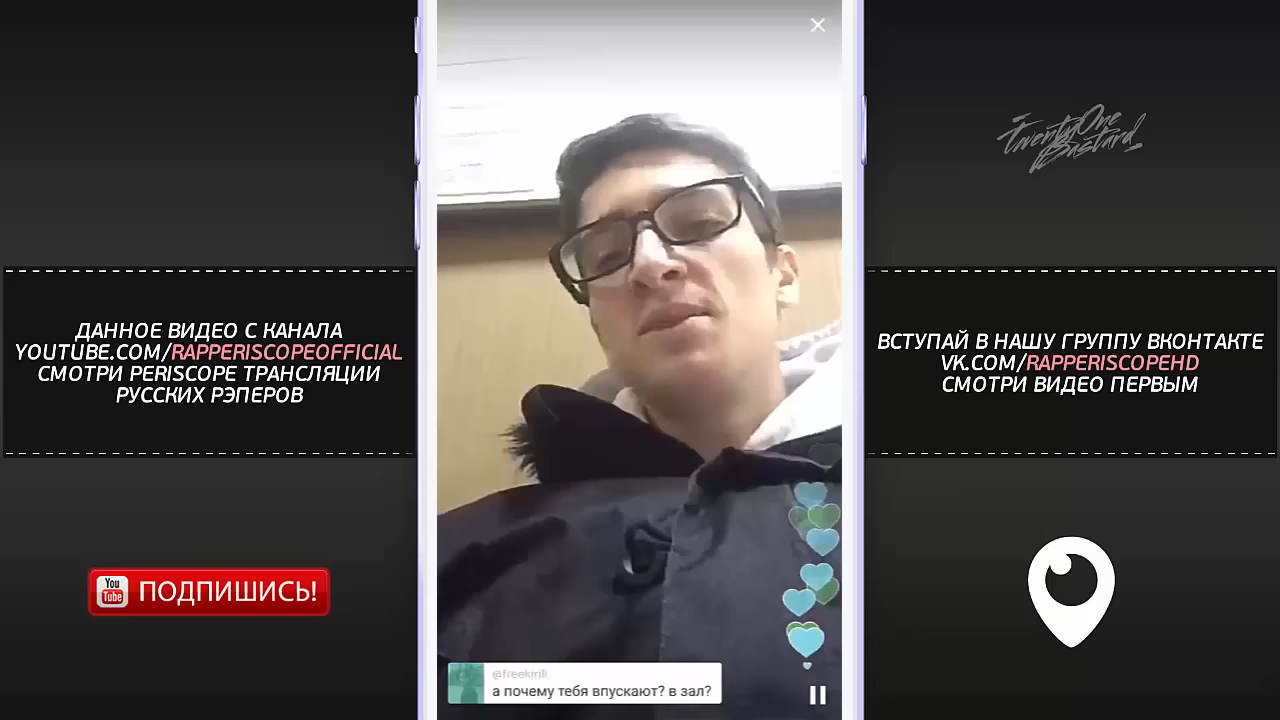 ДАННОЕ ВИДЕО С КАНАЛА
YOUTUBE.COM/RAPPERISCOPEOFFICIAL
СМОТРИ PERISCOPE ТРАНСЛЯЦИИ
РУССКИХ РЭПЕРОВ
You
Tube
ПОДПИШИСЬ!
@freekirill
а почему тебя впускают? в зал?
TwentyOne
Bastard
ВСТУПАЙ В НАШУ ГРУППУ ВКОНТАКТЕ
VK.COM/RAPPERISCOPEHD
СМОТРИ ВИДЕО ПЕРВЫМ